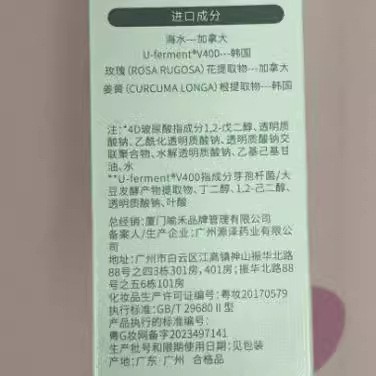 进口成分
海水---加拿大
U-ferment®V400---韩国
玫瑰（ROSA RUGOSA）花提取物---加拿大
姜黄（CURCUMA LONGA）根提取物---韩国
注：*4D玻尿酸指成分1,2-戊二醇、透明质
酸钠、乙酰化透明质酸钠、透明质酸钠交
联聚合物、水解透明质酸钠、乙基己基甘
油、水
**U-ferment®V400指成分芽孢杆菌/大
豆发酵产物提取物、丁二醇、1,2-己二醇、
透明质酸钠、叶酸
总经销：厦门喻禾品牌管理有限公司
备案人/生产企业：广州源泽药业有限公司
地址：广州市白云区江高镇神山振华北路
88号之四3栋301房，401房；振华北路88
号之五6栋101房
化妆品生产许可证编号：粤妆20170579
执行标准：GB/T 29680 II型
产品执行的标准编号：
粤G妆网备字2023497141
生产批号和限期使用日期：见包装
产地：广东·广州 合格品